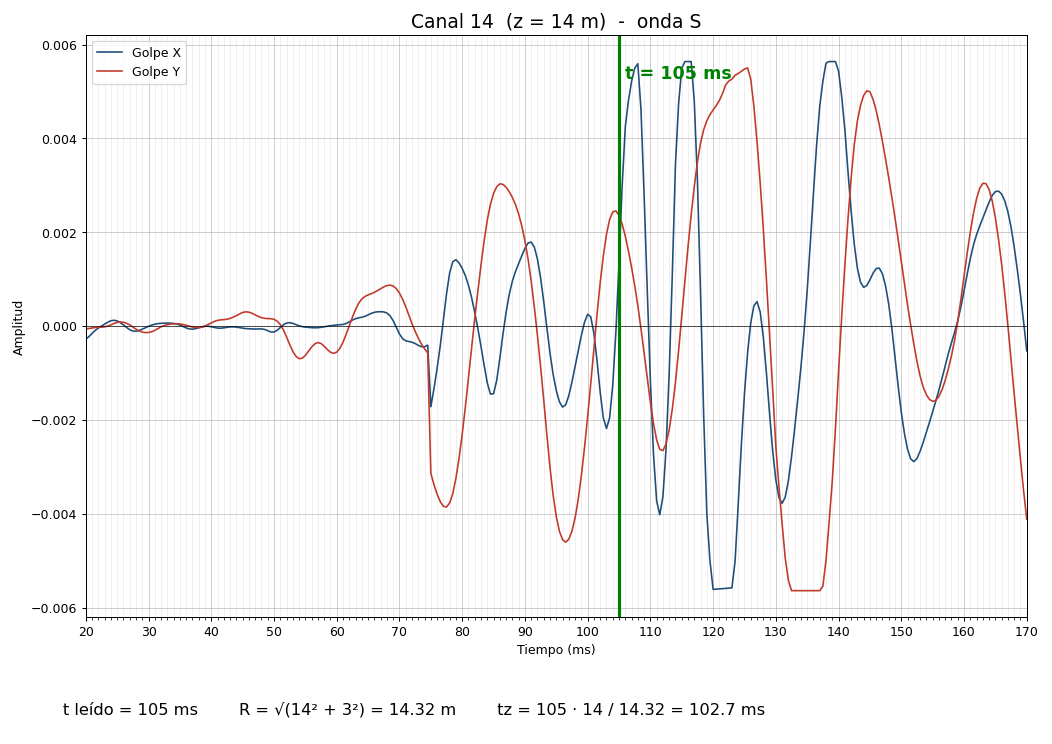 Canal 14 (z = 14 m) - onda S
Golpe X
Golpe Y
t = 105 ms
Amplitud
0.006
0.004
0.002
0.000
−0.002
−0.004
−0.006
20 30 40 50 60 70 80 90 100 110 120 130 140 150 160 170
Tiempo (ms)
t leído = 105 ms R = √(14² + 3²) = 14.32 m tz = 105 · 14 / 14.32 = 102.7 ms